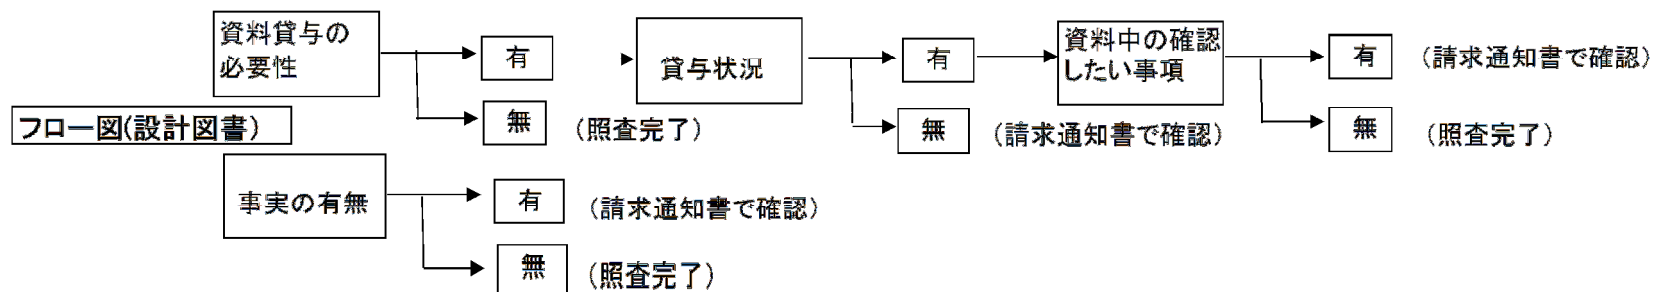 資料貸与の
必要性
有
無
(照査完了)
貸与状況
有
無
(請求通知書で確認)
資料中の確認
したい事項
有
(請求通知書で確認)
無
(照査完了)
フロー図(設計図書)
事実の有無
有
(請求通知書で確認)
無
(照査完了)